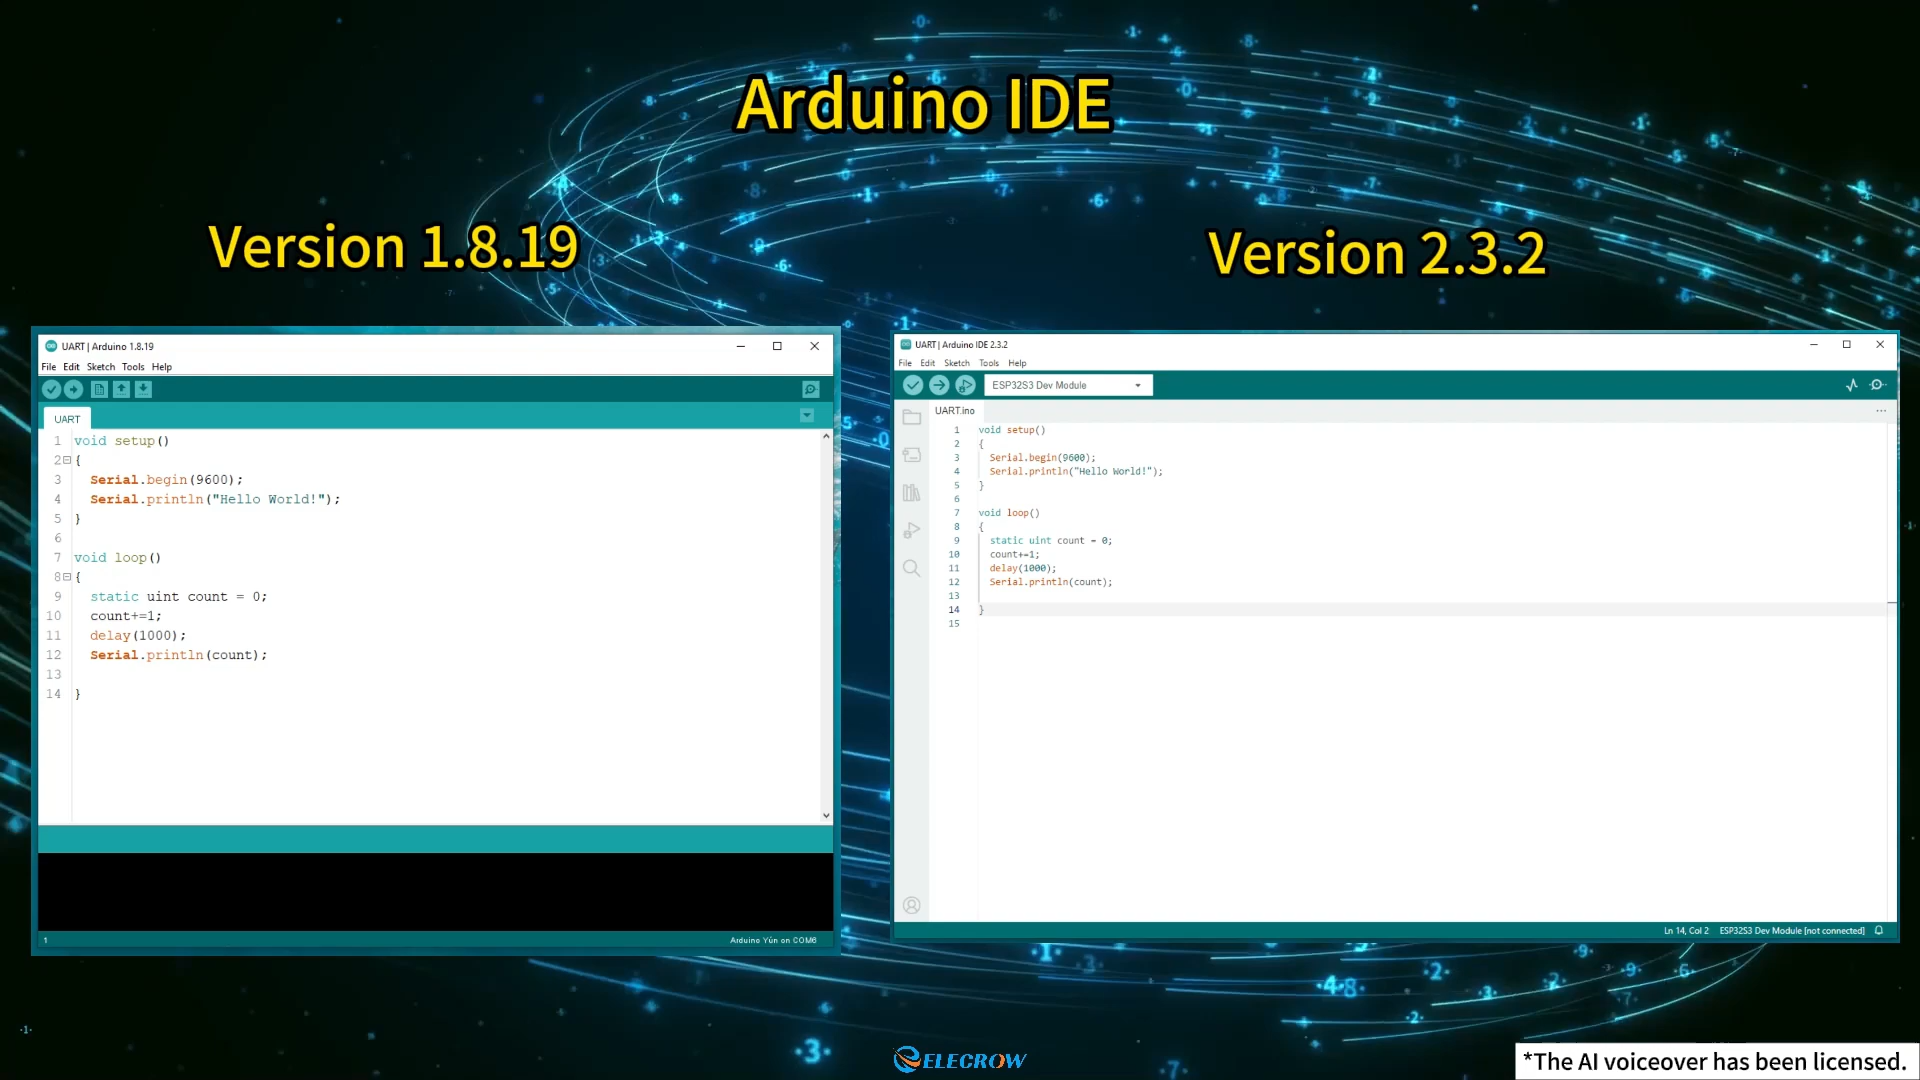 Arduino IDE
Version 1.8.19
Version 2.3.2
UART | Arduino 1.8.19
File Edit Sketch Tools Help
UART
1 void setup()
2 {
3 Serial.begin(9600);
4 Serial.println("Hello World!");
5 }
6
7 void loop()
8 {
9 static uint count = 0;
10 count+=1;
11 delay(1000);
12 Serial.println(count);
13
14 }
1
Arduino Yún on COM6
UART | Arduino IDE 2.3.2
File Edit Sketch Tools Help
ESP32S3 Dev Module
UART.ino
1 void setup()
2 {
3 Serial.begin(9600);
4 Serial.println("Hello World!");
5 }
6
7 void loop()
8 {
9 static uint count = 0;
10 count+=1;
11 delay(1000);
12 Serial.println(count);
13
14 }
15
Ln 14, Col 2 ESP32S3 Dev Module [not connected]
ELECROW
*The AI voiceover has been licensed.